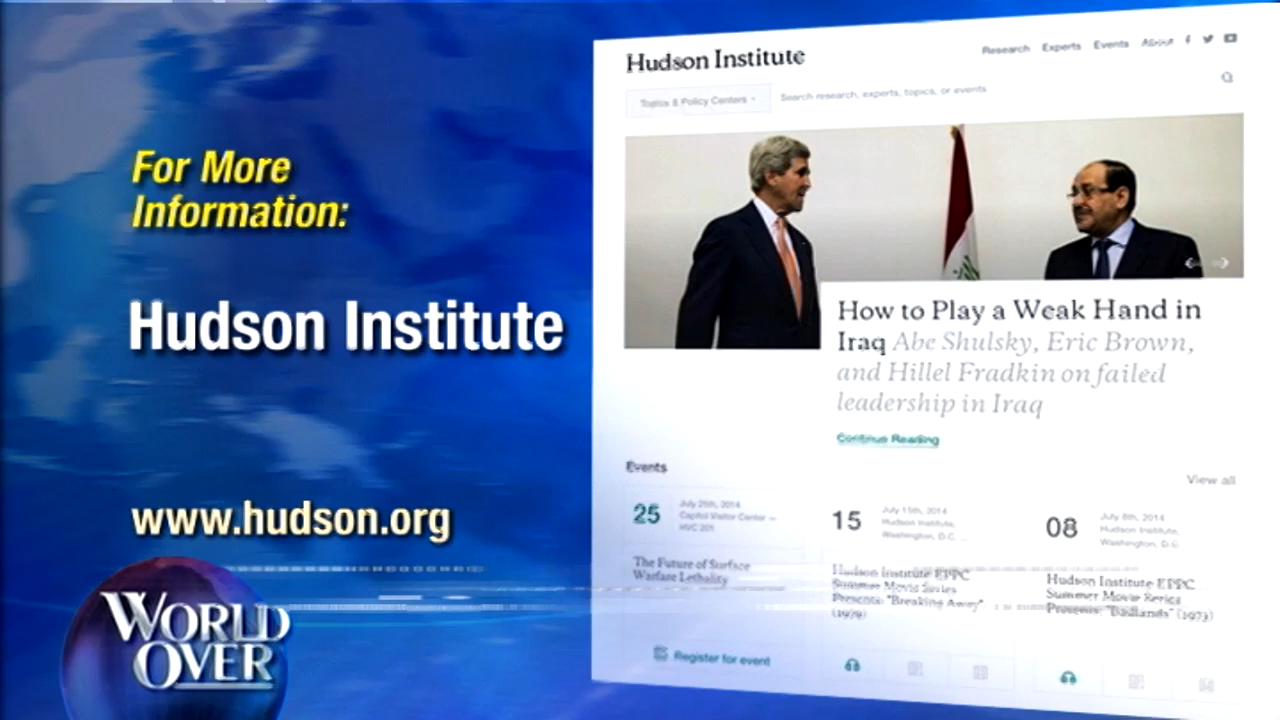 For More
Information:
Hudson Institute
www.hudson.org
WORLD
OVER
Hudson Institute
Research Experts Events About
Topics & Policy Centers
Search research, experts, topics, or events
How to Play a Weak Hand in
Iraq Abe Shulsky, Eric Brown,
and Hillel Fradkin on failed
leadership in Iraq
Continue Reading
Events
View all
25
July 25th, 2014
Capitol Visitor Center —
HVC 201
The Future of Surface
Warfare Lethality
Register for event
15
July 15th, 2014
Hudson Institute,
Washington, D.C. ...
Hudson Institute EPPC
Summer Movie Series
Presents: "Breaking Away"
(1979)
08
July 8th, 2014
Hudson Institute,
Washington, D.C.
Hudson Institute EPPC
Summer Movie Series
Presents: "Badlands" (1973)